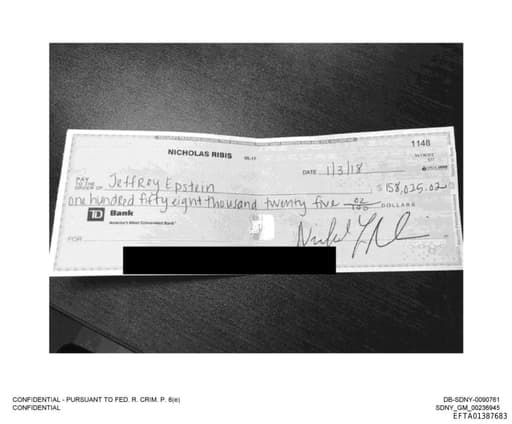 1148
NICHOLAS RIBIS
DATE 1/3/18
PAY TO THE ORDER OF Jeffrey Epstein $ 158,025.02
one hundred fifty eight thousand twenty five 02/100 DOLLARS
TD Bank
America's Most Convenient Bank
FOR
CONFIDENTIAL - PURSUANT TO FED. R. CRIM. P. 6(e)
CONFIDENTIAL
DB-SDNY-0090761
SDNY_GM_00236945
EFTA01387683